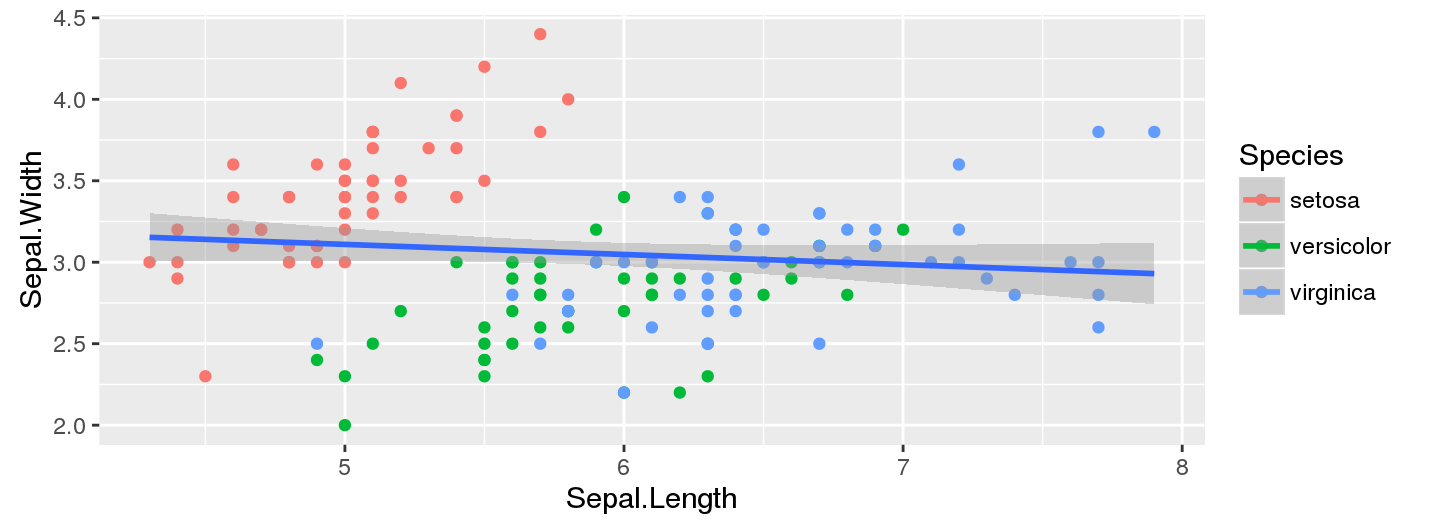 4.5
4.0
3.5
3.0
2.5
2.0
Sepal.Width
5 6 7 8
Sepal.Length
Species
setosa
versicolor
virginica